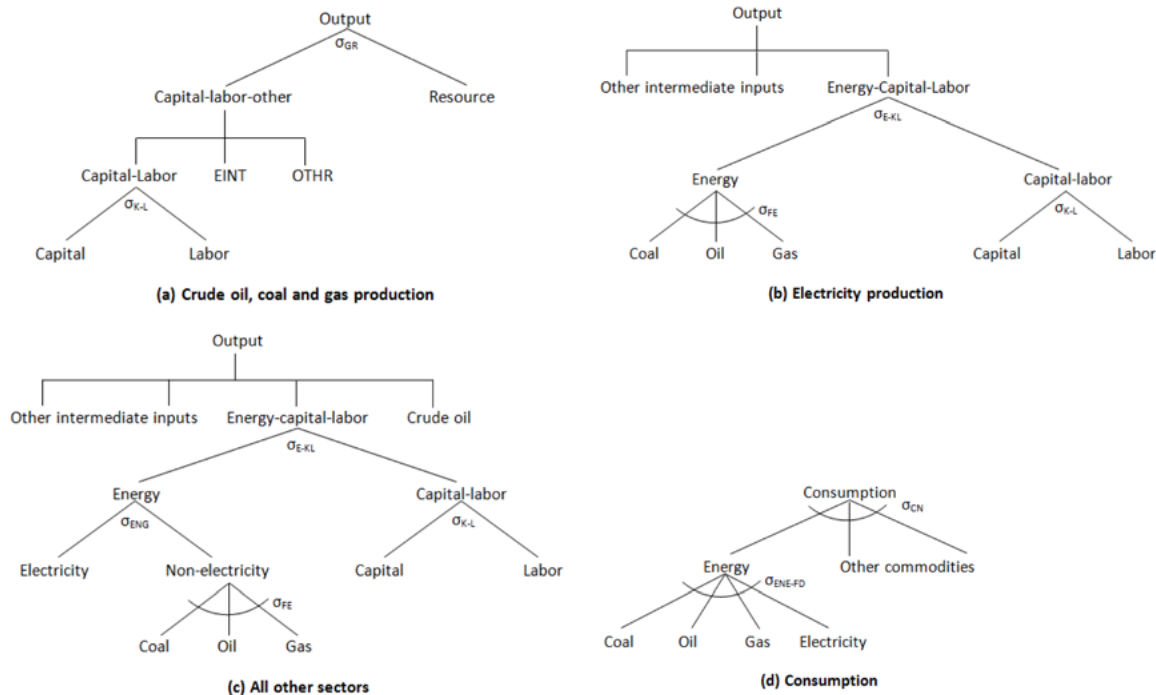 Output
σGR
Capital-labor-other
Resource
Capital-Labor
EINT
OTHR
σK-L
Capital
Labor
(a) Crude oil, coal and gas production
Output
Other intermediate inputs
Energy-Capital-Labor
σE-KL
Energy
Capital-labor
σFE
σK-L
Coal
Oil
Gas
Capital
Labor
(b) Electricity production
Output
Other intermediate inputs
Energy-capital-labor
Crude oil
σE-KL
Energy
Capital-labor
σENG
σK-L
Electricity
Non-electricity
Capital
Labor
σFE
Coal
Oil
Gas
(c) All other sectors
Consumption
σCN
Energy
Other commodities
σENE-FD
Coal
Oil
Gas
Electricity
(d) Consumption